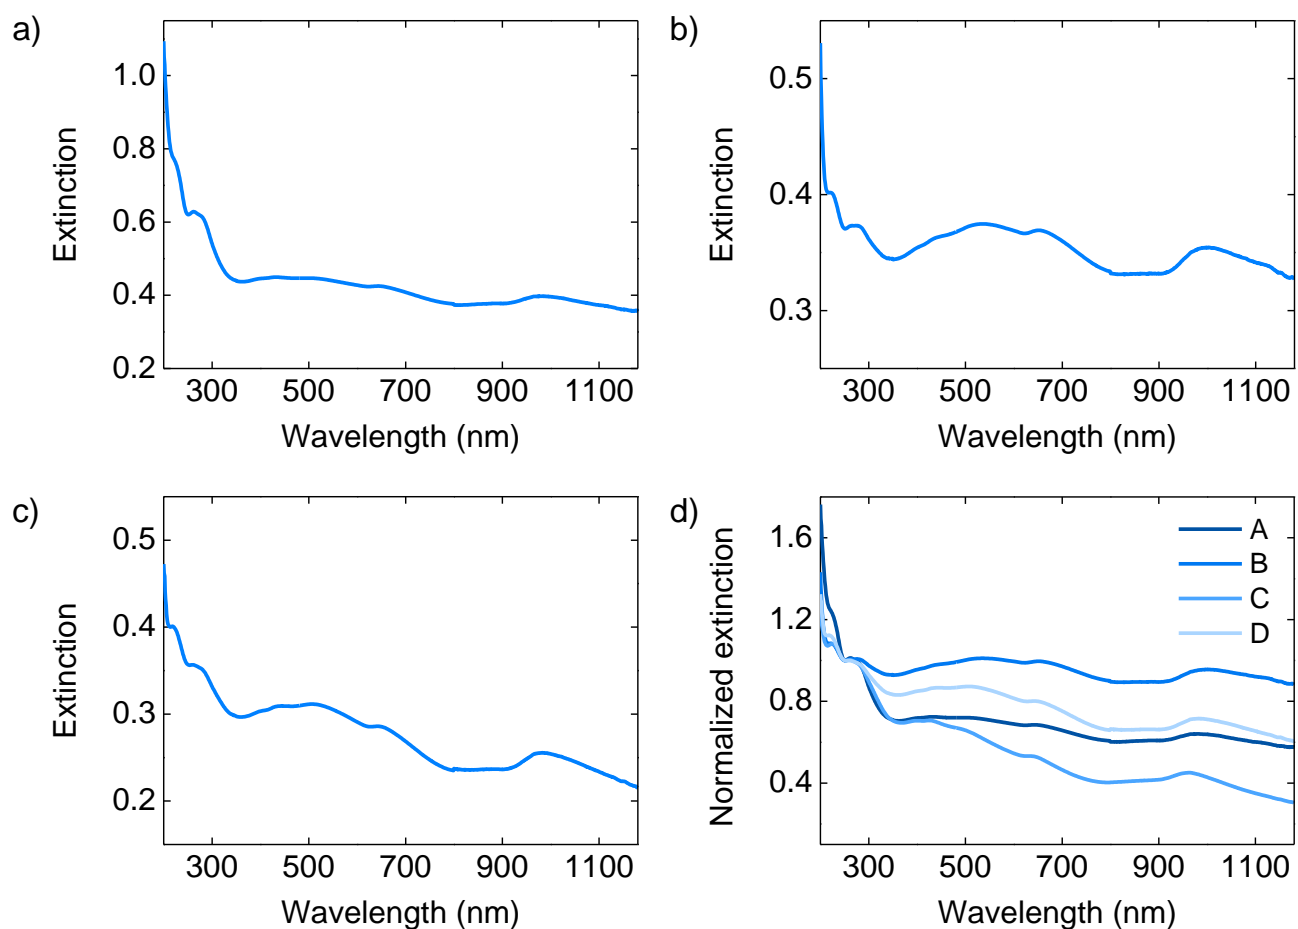 a)
Extinction
1.0
0.8
0.6
0.4
0.2
300 500 700 900 1100
Wavelength (nm)
b)
Extinction
0.5
0.4
0.3
300 500 700 900 1100
Wavelength (nm)
c)
Extinction
0.5
0.4
0.3
0.2
300 500 700 900 1100
Wavelength (nm)
d)
Normalized extinction
1.6
1.2
0.8
0.4
A
B
C
D
300 500 700 900 1100
Wavelength (nm)